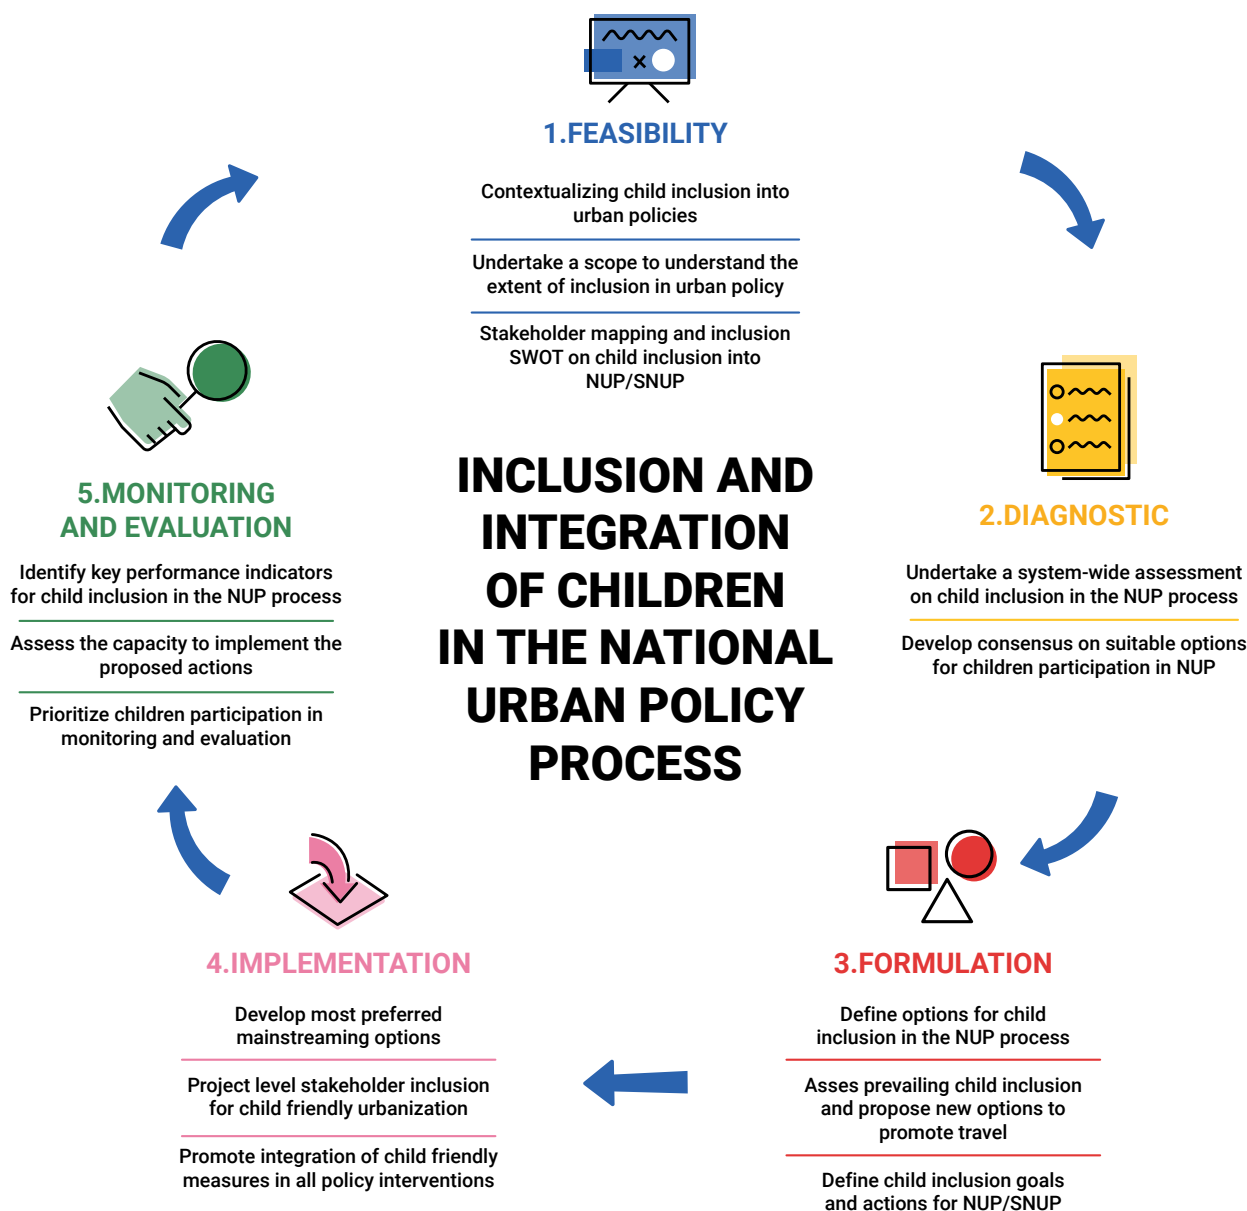 1.FEASIBILITY
Contextualizing child inclusion into
urban policies
Undertake a scope to understand the
extent of inclusion in urban policy
Stakeholder mapping and inclusion
SWOT on child inclusion into
NUP/SNUP
INCLUSION AND
INTEGRATION
OF CHILDREN
IN THE NATIONAL
URBAN POLICY
PROCESS
2.DIAGNOSTIC
Undertake a system-wide assessment
on child inclusion in the NUP process
Develop consensus on suitable options
for children participation in NUP
3.FORMULATION
Define options for child
inclusion in the NUP process
Asses prevailing child inclusion
and propose new options to
promote travel
Define child inclusion goals
and actions for NUP/SNUP
4.IMPLEMENTATION
Develop most preferred
mainstreaming options
Project level stakeholder inclusion
for child friendly urbanization
Promote integration of child friendly
measures in all policy interventions
5.MONITORING
AND EVALUATION
Identify key performance indicators
for child inclusion in the NUP process
Assess the capacity to implement the
proposed actions
Prioritize children participation in
monitoring and evaluation